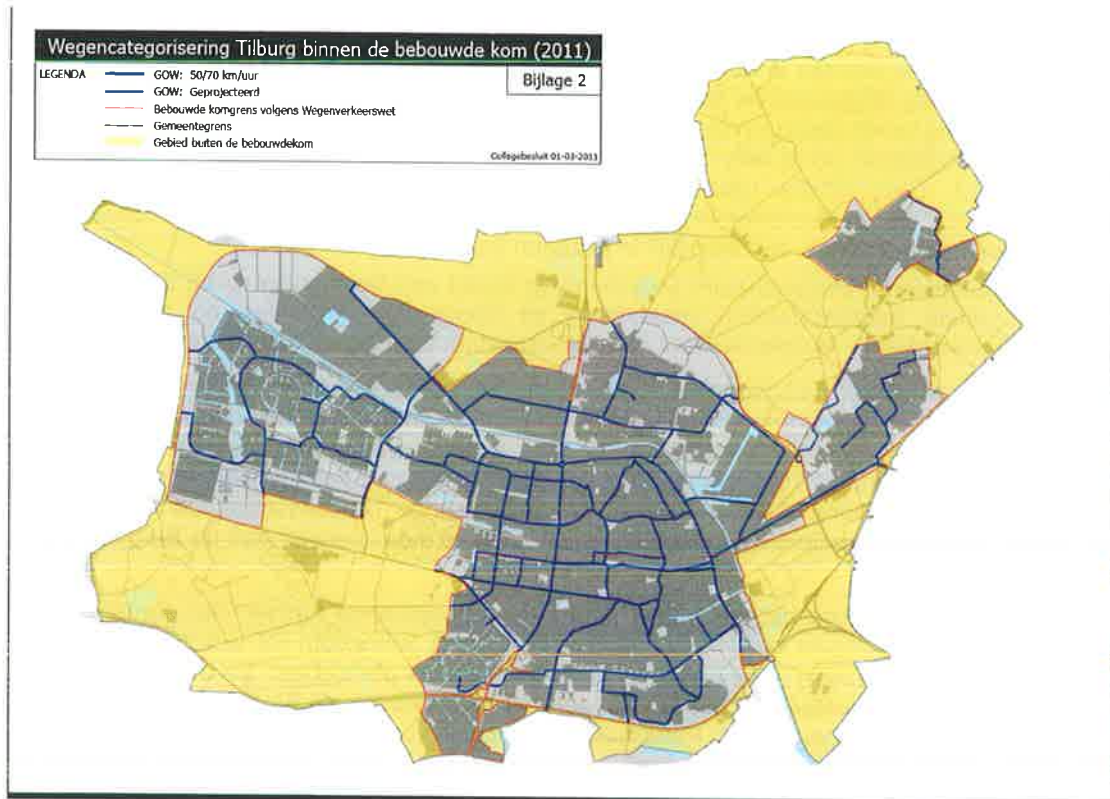 Wegencategorisering Tilburg binnen de bebouwde kom (2011)
LEGENDA
GOW: 50/70 km/uur
Bijlage 2
GOW: Geprojecteerd
Bebouwde komgrens volgens Wegenverkeerswet
Gemeentegrens
Gebied buiten de bebouwdekom
Collegebesluit 01-03-2011